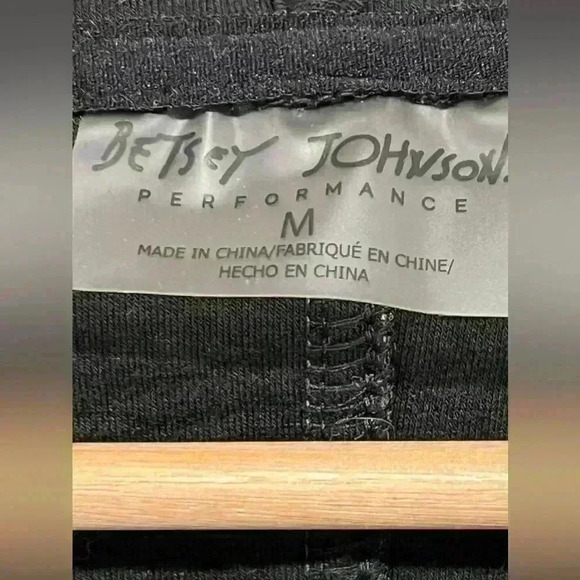 BETSEY JOHNSON.
PERFORMANCE
M
MADE IN CHINA/FABRIQUÉ EN CHINE/
HECHO EN CHINA